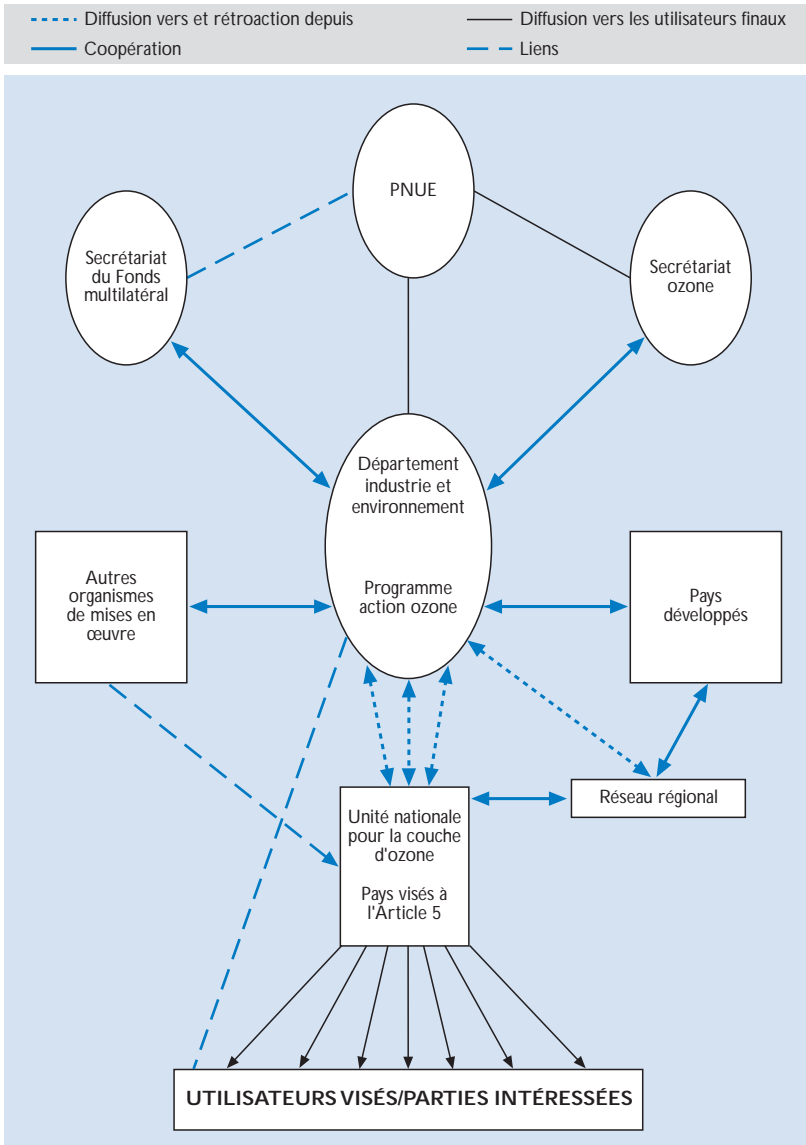 Diffusion vers et rétroaction depuis
Diffusion vers les utilisateurs finaux
Coopération
Liens
PNUE
Secrétariat
du Fonds
multilatéral
Secrétariat
ozone
Département
industrie et
environnement
Programme
action ozone
Autres
organismes
de mises en
œuvre
Pays
développés
Réseau régional
Unité nationale
pour la couche
d'ozone
Pays visés à
l'Article 5
UTILISATEURS VISÉS/PARTIES INTÉRESSÉES